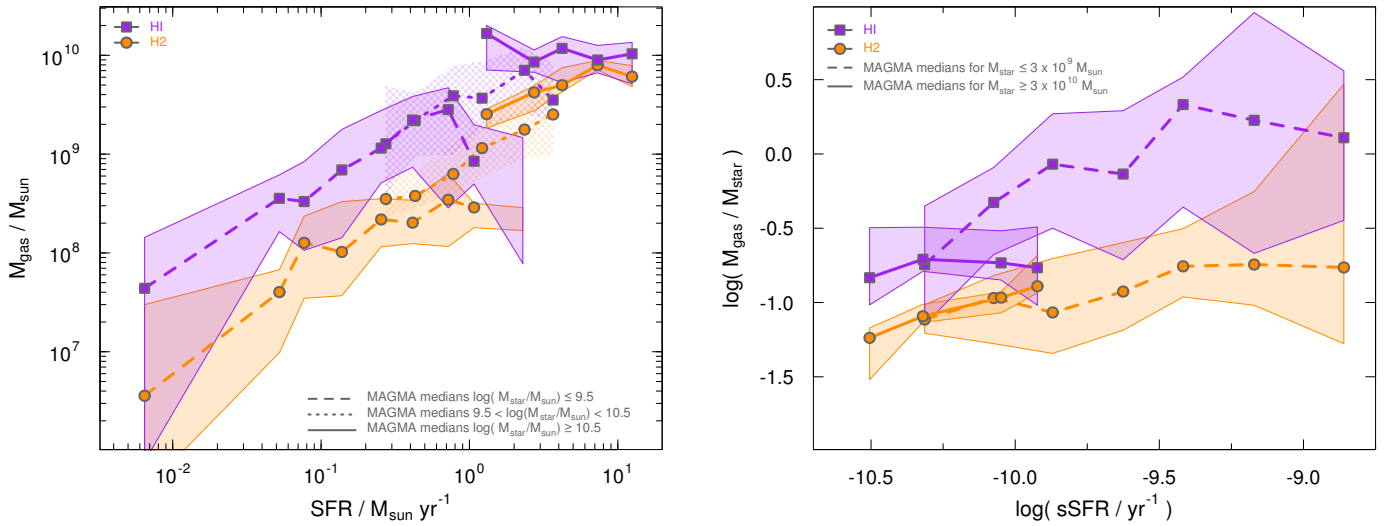 HI
H2
10^10
10^9
10^8
10^7
M_gas / M_sun
MAGMA medians log( M_star/M_sun) ≤ 9.5
MAGMA medians 9.5 < log(M_star/M_sun) < 10.5
MAGMA medians log( M_star/M_sun) ≥ 10.5
10^-2
10^-1
10^0
10^1
SFR / M_sun yr^-1
HI
H2
MAGMA medians for M_star ≤ 3 x 10^9 M_sun
MAGMA medians for M_star ≥ 3 x 10^10 M_sun
0.5
0.0
-0.5
-1.0
-1.5
log( M_gas / M_star)
-10.5
-10.0
-9.5
-9.0
log( sSFR / yr^-1 )